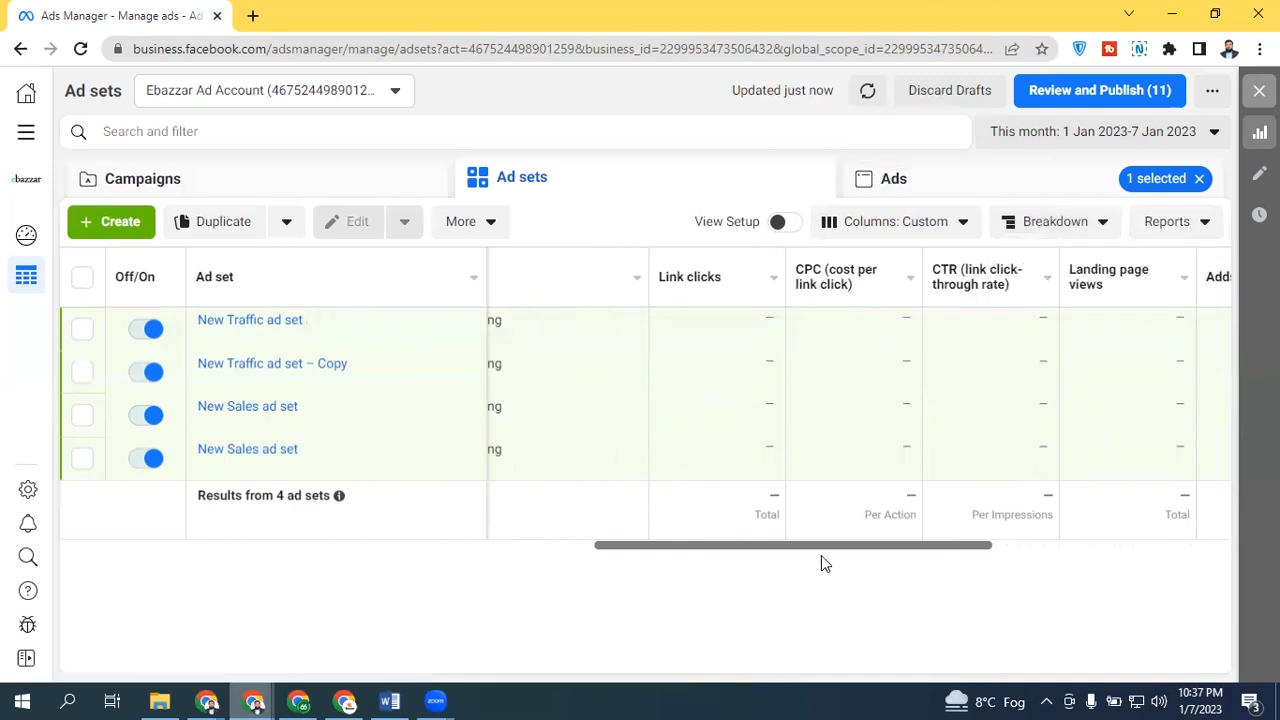 Ads Manager - Manage ads - Ad
business.facebook.com/adsmanager/manage/adsets?act=467524498901259&business_id=2299953473500432&global_scope_id=22999534735064...
Ad sets
Ebazzar Ad Account (4675244989012...
Updated just now
Discard Drafts
Review and Publish (11)
Search and filter
This month: 1 Jan 2023-7 Jan 2023
ebazzar
Campaigns
Ad sets
Ads
1 selected
Create
Duplicate
Edit
More
View Setup
Columns: Custom
Breakdown
Reports
Off/On
Ad set
Link clicks
CPC (cost per link click)
CTR (link click-through rate)
Landing page views
Adds
New Traffic ad set
ng
–
–
–
–
New Traffic ad set – Copy
–
–
–
–
New Sales ad set
–
–
–
–
New Sales ad set
ng
–
–
–
–
Results from 4 ad sets
–
–
–
–
Total
Per Action
Per Impressions
Total
8°C Fog
10:37 PM
1/7/2023
3